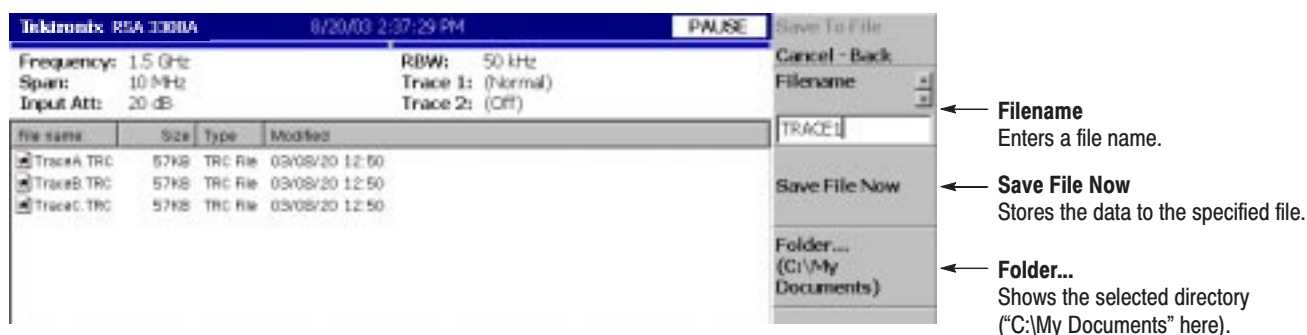 Tektronix RSA 3308A 8/20/03 2:37:29 PM PAUSE
Frequency: 1.5 GHz RBW: 50 kHz
Span: 10 MHz Trace 1: (Normal)
Input Att: 20 dB Trace 2: (Off)
File name Size Type Modified
TraceA.TRC 57KB TRC File 03/08/20 12:50
TraceB.TRC 57KB TRC File 03/08/20 12:50
TraceC.TRC 57KB TRC File 03/08/20 12:50
Save To File
Cancel - Back
Filename
TRACE1
Save File Now
Folder...
(C:\My
Documents)
Filename
Enters a file name.
Save File Now
Stores the data to the specified file.
Folder...
Shows the selected directory
("C:\My Documents" here).